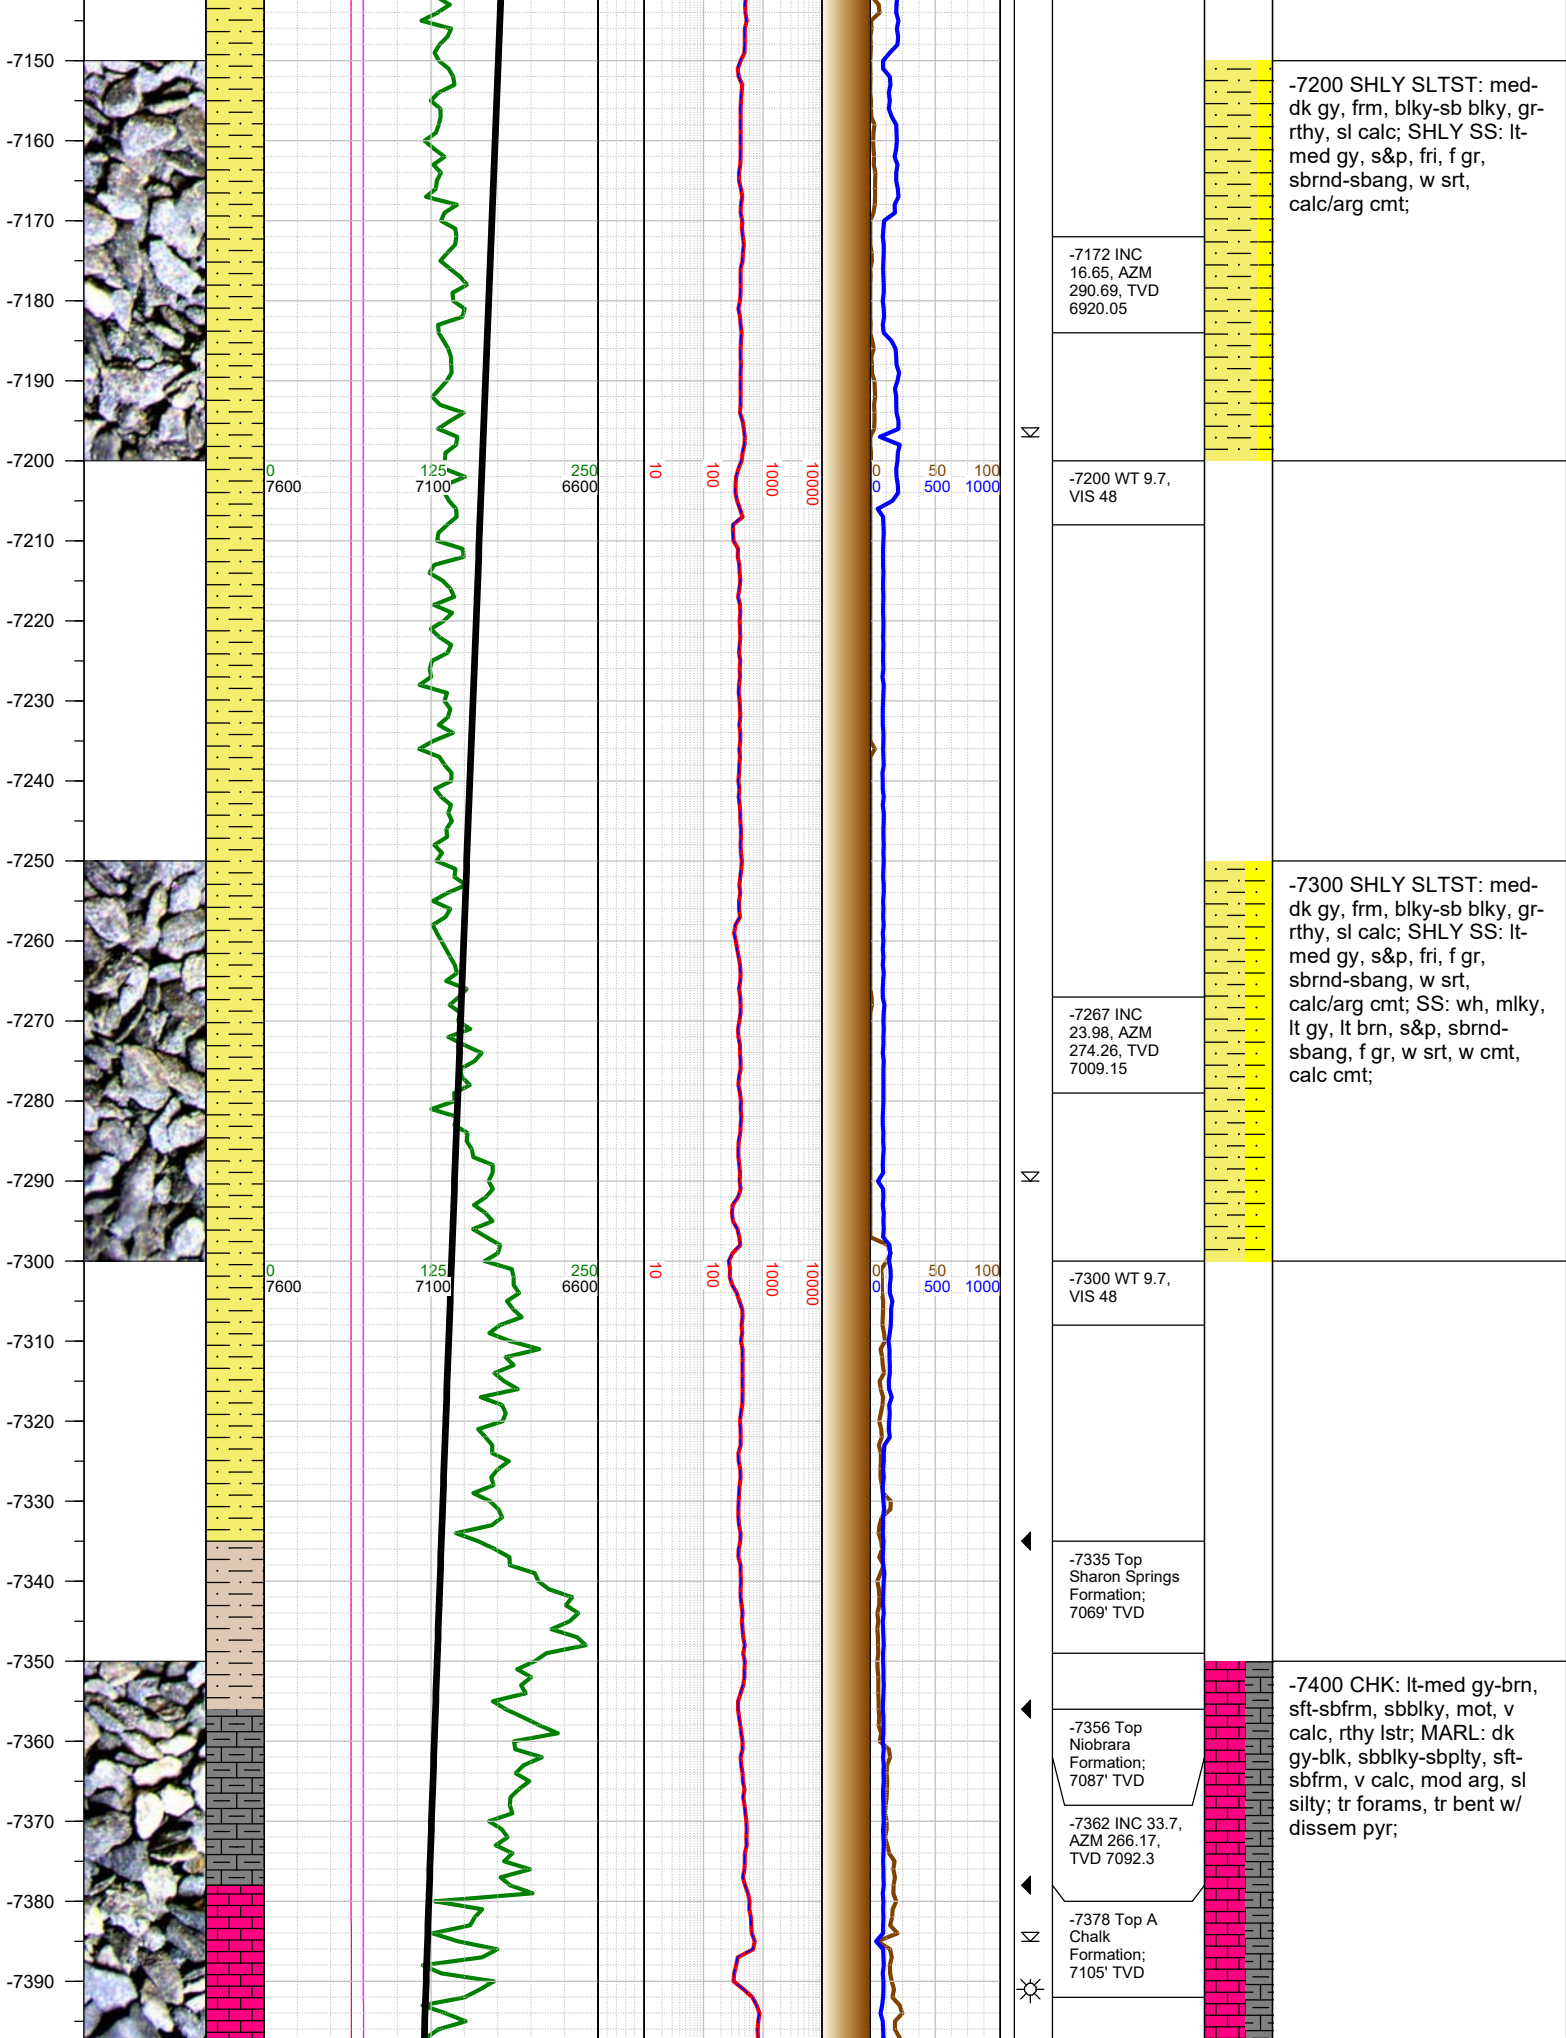 -7150
-7160
-7170
-7180
-7190
-7200
-7210
-7220
-7230
-7240
-7250
-7260
-7270
-7280
-7290
-7300
-7310
-7320
-7330
-7340
-7350
-7360
-7370
-7380
-7390
0 125 250
7600 7100 6600
10 100 1000 10000
0 50 100
0 500 1000
0 125 250
7600 7100 6600
10 100 1000 10000
0 50 100
0 500 1000
-7172 INC
16.65, AZM
290.69, TVD
6920.05
-7200 WT 9.7,
VIS 48
-7267 INC
23.98, AZM
274.26, TVD
7009.15
-7300 WT 9.7,
VIS 48
-7335 Top
Sharon Springs
Formation;
7069' TVD
-7356 Top
Niobrara
Formation;
7087' TVD
-7362 INC 33.7,
AZM 266.17,
TVD 7092.3
-7378 Top A
Chalk
Formation;
7105' TVD
-7200 SHLY SLTST: med-
dk gy, frm, blky-sb blky, gr-
rthy, sl calc; SHLY SS: lt-
med gy, s&p, fri, f gr,
sbrnd-sbang, w srt,
calc/arg cmt;
-7300 SHLY SLTST: med-
dk gy, frm, blky-sb blky, gr-
rthy, sl calc; SHLY SS: lt-
med gy, s&p, fri, f gr,
sbrnd-sbang, w srt,
calc/arg cmt; SS: wh, mlky,
lt gy, lt brn, s&p, sbrnd-
sbang, f gr, w srt, w cmt,
calc cmt;
-7400 CHK: lt-med gy-brn,
sft-sbfrm, sbblky, mot, v
calc, rthy lstr; MARL: dk
gy-blk, sbblky-sbplty, sft-
sbfrm, v calc, mod arg, sl
silty; tr forams, tr bent w/
dissem pyr;